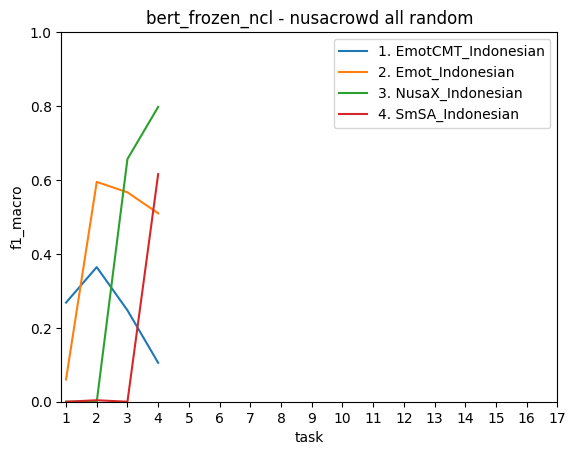 bert_frozen_ncl - nusacrowd all random
1. EmotCMT_Indonesian
2. Emot_Indonesian
3. NusaX_Indonesian
4. SmSA_Indonesian
f1_macro
1.0
0.8
0.6
0.4
0.2
0.0
1 2 3 4 5 6 7 8 9 10 11 12 13 14 15 16 17
task